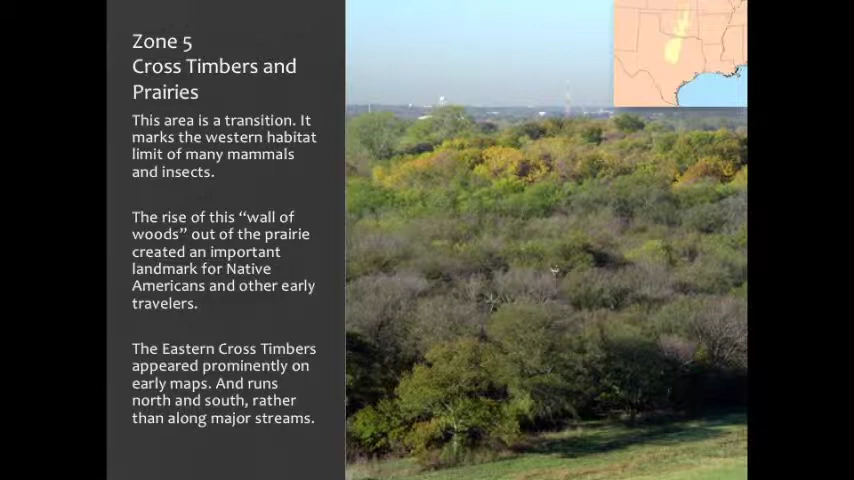 Zone 5
Cross Timbers and
Prairies
This area is a transition. It
marks the western habitat
limit of many mammals
and insects.
The rise of this “wall of
woods” out of the prairie
created an important
landmark for Native
Americans and other early
travelers.
The Eastern Cross Timbers
appeared prominently on
early maps. And runs
north and south, rather
than along major streams.